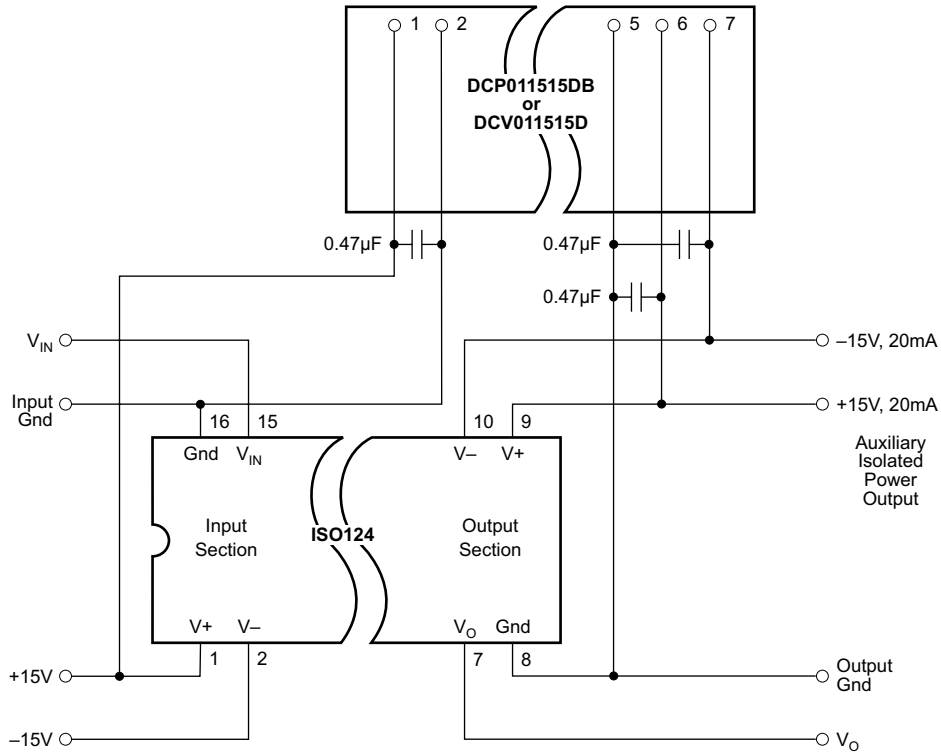 1 2 5 6 7
DCP011515DB
or
DCV011515D
0.47µF 0.47µF
0.47µF
V_IN –15V, 20mA
Input
Gnd
+15V, 20mA
16 15 10 9
Gnd V_IN V– V+
Auxiliary
Isolated
Power
Output
Input
Section
ISO124
Output
Section
V+ V– V_O Gnd
1 2 7 8
+15V
Output
Gnd
–15V V_O